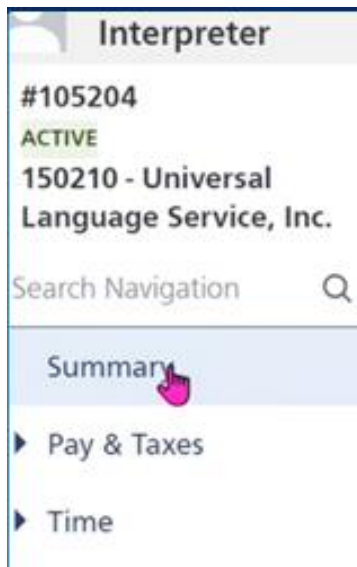 Interpreter
#105204
ACTIVE
150210 - Universal
Language Service, Inc.
Search Navigation
Summary
Pay & Taxes
Time